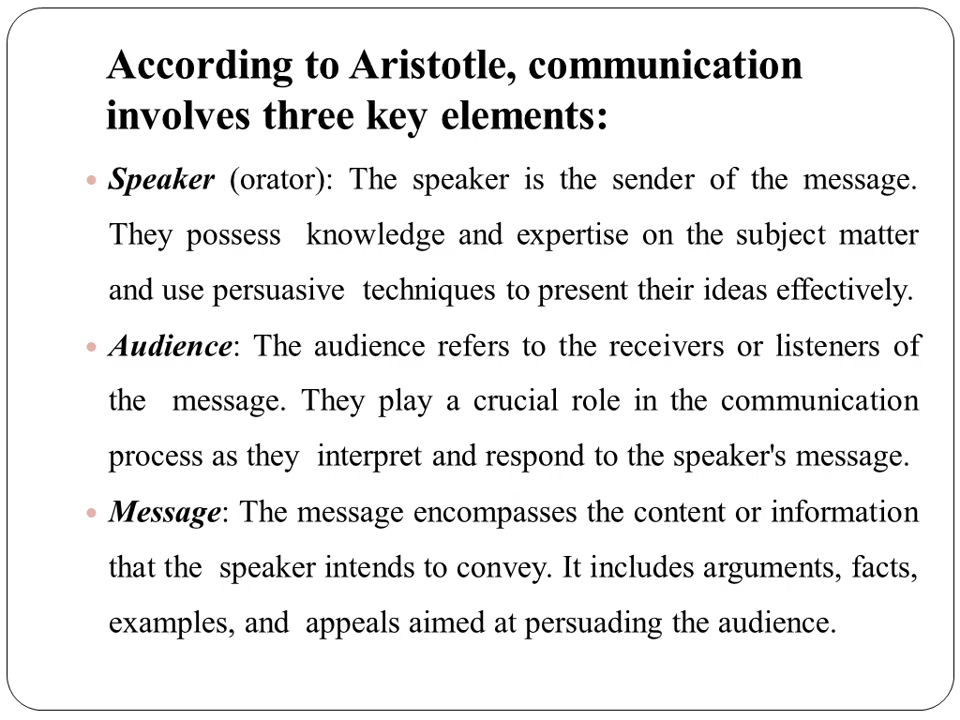 According to Aristotle, communication
involves three key elements:
• Speaker (orator): The speaker is the sender of the message.
They possess knowledge and expertise on the subject matter
and use persuasive techniques to present their ideas effectively.
• Audience: The audience refers to the receivers or listeners of
the message. They play a crucial role in the communication
process as they interpret and respond to the speaker's message.
• Message: The message encompasses the content or information
that the speaker intends to convey. It includes arguments, facts,
examples, and appeals aimed at persuading the audience.